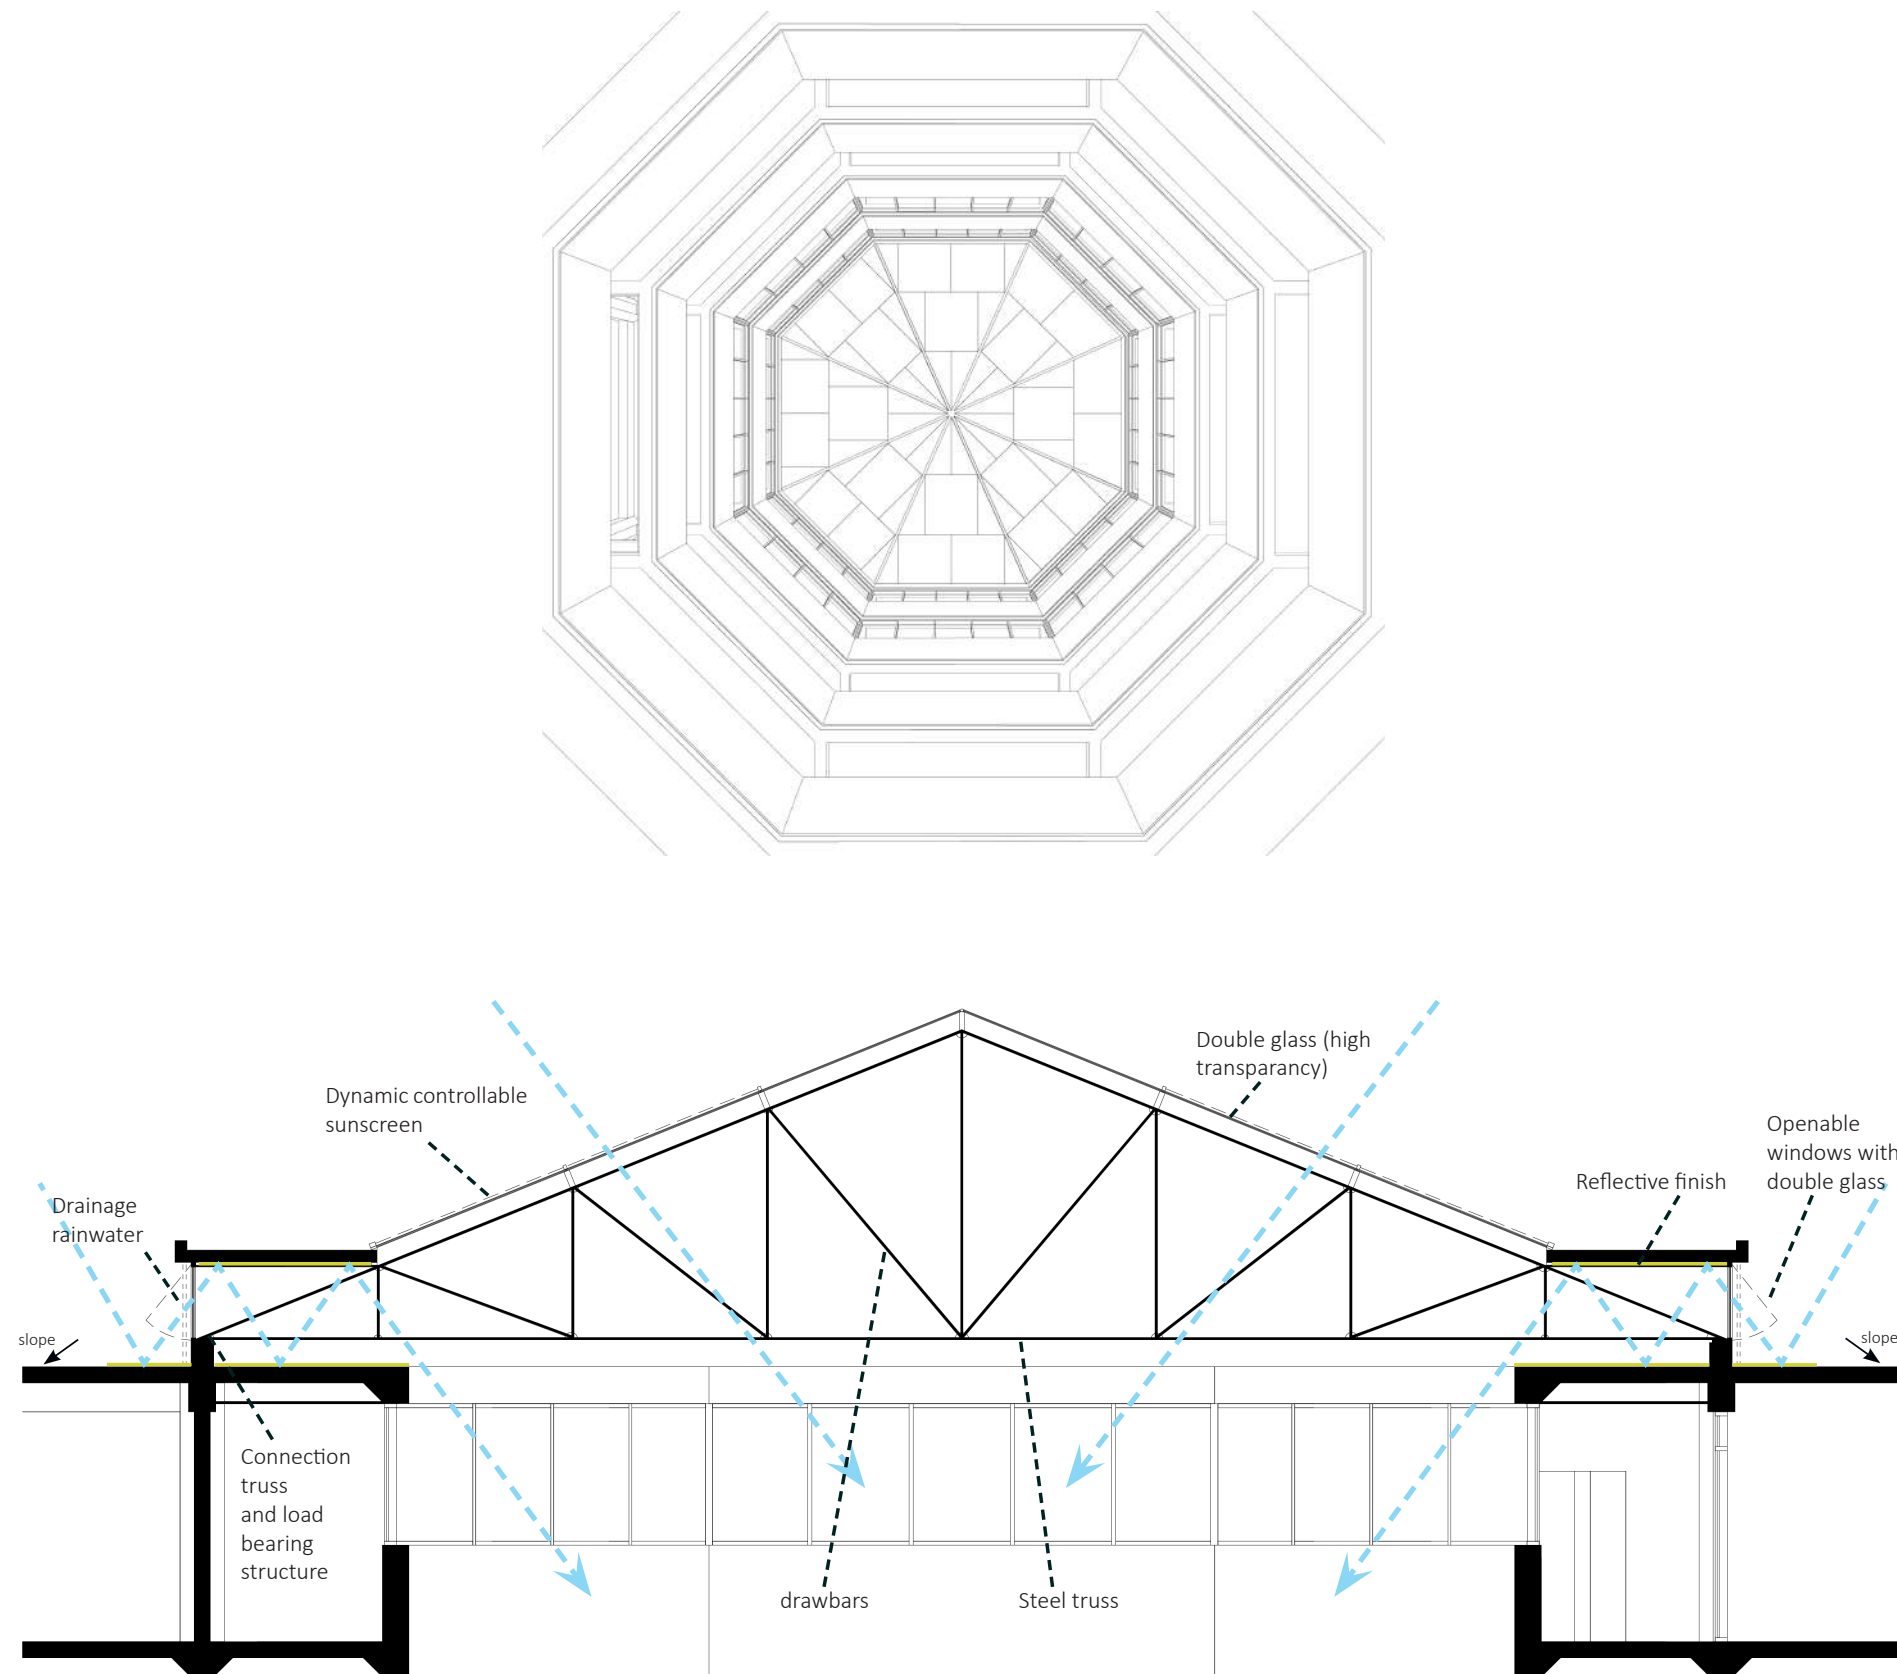 Double glass (high
transparancy)
Dynamic controllable
sunscreen
Openable
windows with
double glass
Reflective finish
Drainage
rainwater
slope
slope
Connection
truss
and load
bearing
structure
drawbars
Steel truss